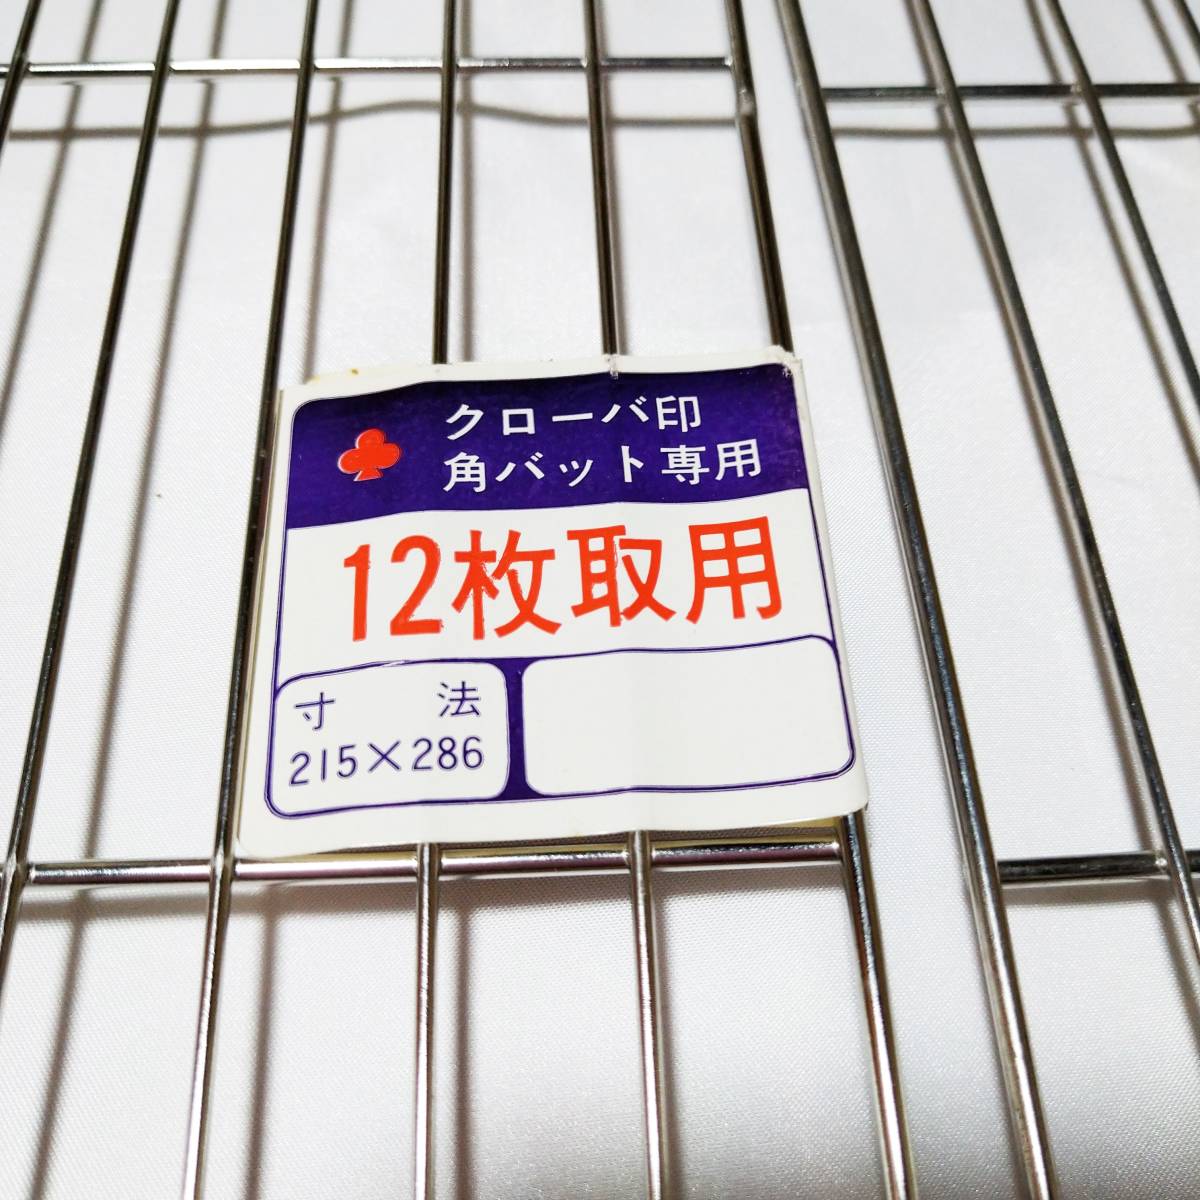 クローバ印
角バット専用
12枚取用
寸法
215×286